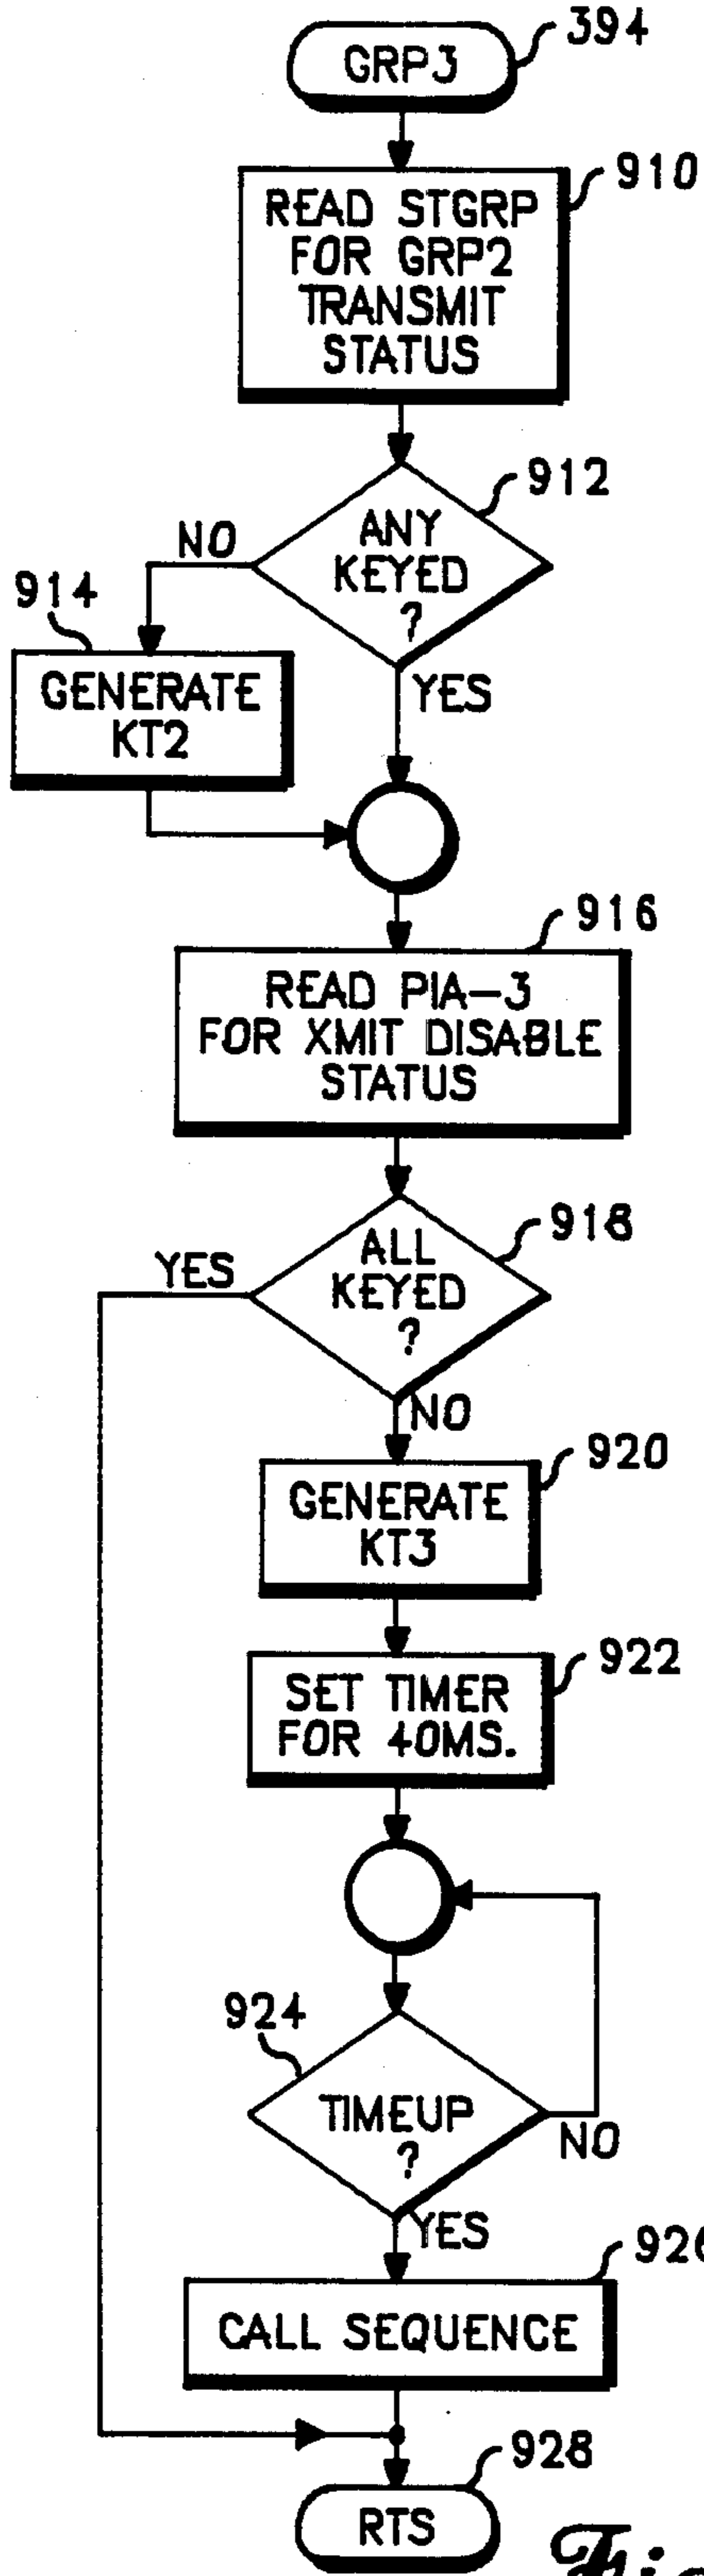 GRP3
394
READ STGRP
FOR GRP2
TRANSMIT
STATUS
910
ANY
KEYED
?
912
NO
YES
914
GENERATE
KT2
916
READ PIA-3
FOR XMIT DISABLE
STATUS
918
ALL
KEYED
?
YES
NO
920
GENERATE
KT3
922
SET TIMER
FOR 40MS.
924
TIMEUP
?
NO
YES
926
CALL SEQUENCE
928
RTS